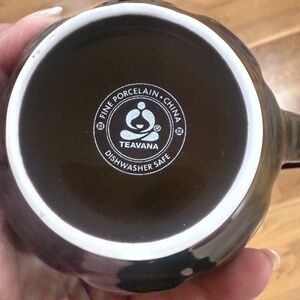 FINE PORCELAIN • CHINA
®
TEAVANA
DISHWASHER SAFE